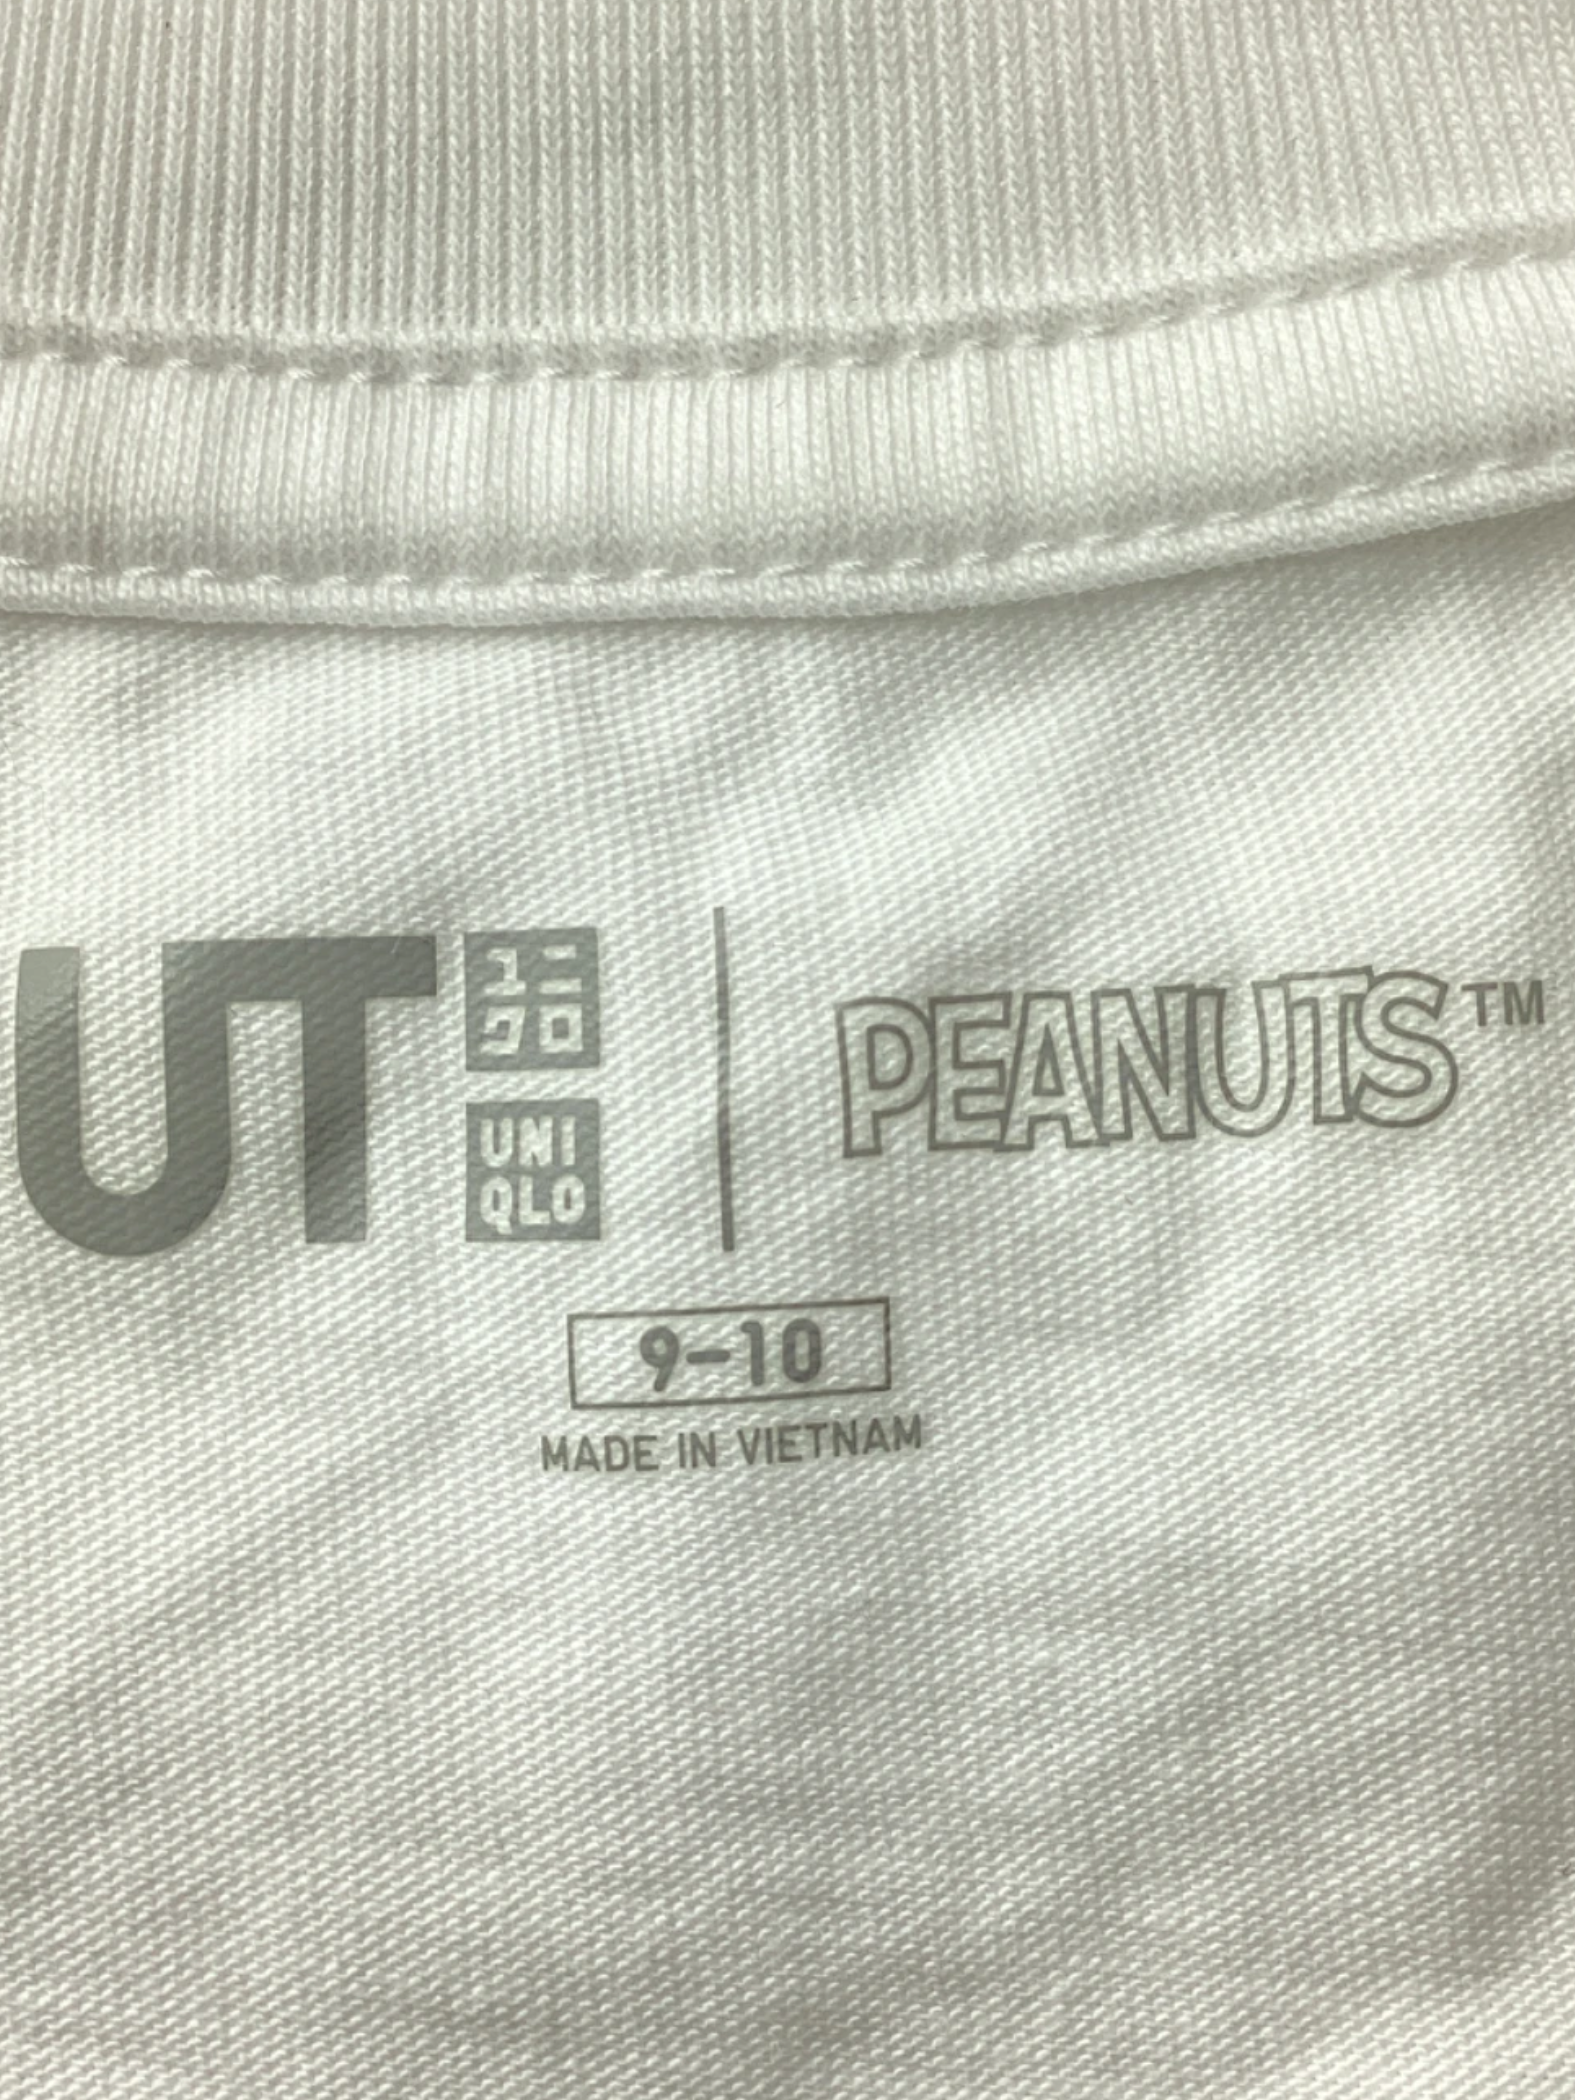 UT
ユニ
クロ
UNI
QLO
PEANUTS™
9-10
MADE IN VIETNAM